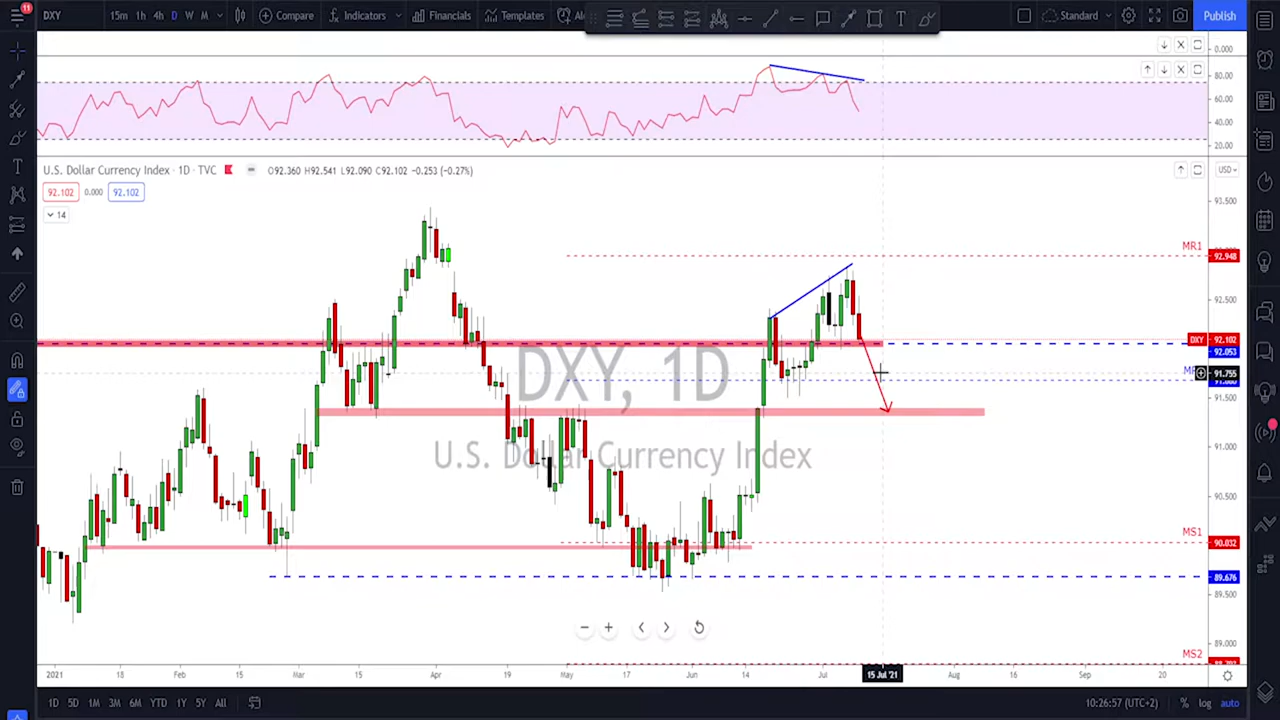 11
DXY 15m 1h 4h D W M Compare Indicators Financials Templates Al Standard Publish
0.000
80.00
60.00
40.00
20.00
U.S. Dollar Currency Index · 1D · TVC O92.360 H92.541 L92.090 C92.102 -0.253 (-0.27%) USD
92.102 0.000 92.102
93.500
14
MR1 92.948
92.500
DXY 92.102
92.053
91.755
DXY, 1D
91.500
U.S. Dollar Currency Index
91.000
90.500
MS1 90.032
89.676
89.500
89.000
MS2
2021 18 Feb 15 Mar 15 Apr 19 May 17 Jun 14 Jul 15 Jul '21 Aug 16 Sep 20
1D 5D 1M 3M 6M YTD 1Y 5Y All 10:26:57 (UTC+2) % log auto